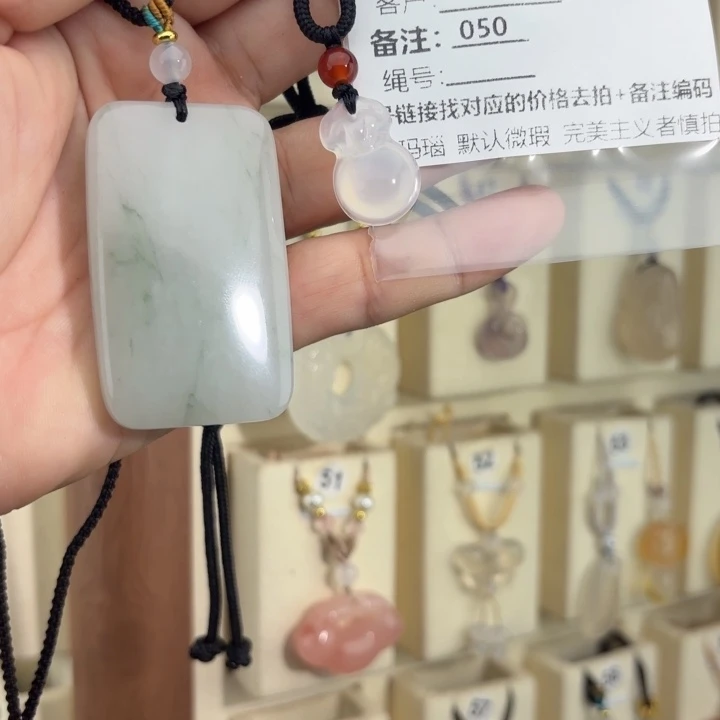 客户:
备注: 050
绳号:
链接找对应的价格去拍+备注编码
玛瑙 默认微瑕 完美主义者慎拍
51
52
53